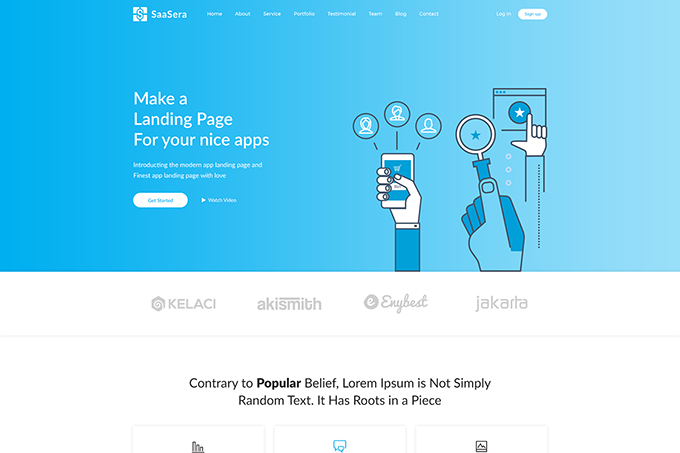 SaaSera
Home About Service Portfolio Testimonial Team Blog Contact
Log in Sign up
Make a
Landing Page
For your nice apps
Introducting the modern app landing page and
Finest app landing page with love
Get Started Watch Video
KELACI akismith Enybest jakarta
Contrary to Popular Belief, Lorem Ipsum is Not Simply
Random Text. It Has Roots in a Piece